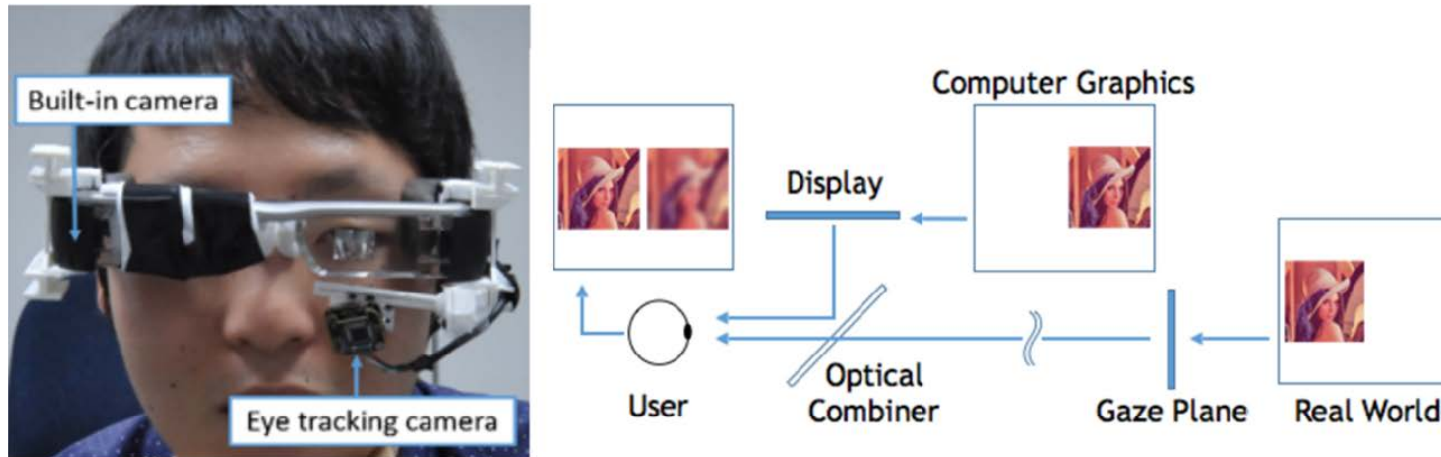 Built-in camera
Eye tracking camera
Computer Graphics
Display
User
Optical
Combiner
Gaze Plane
Real World